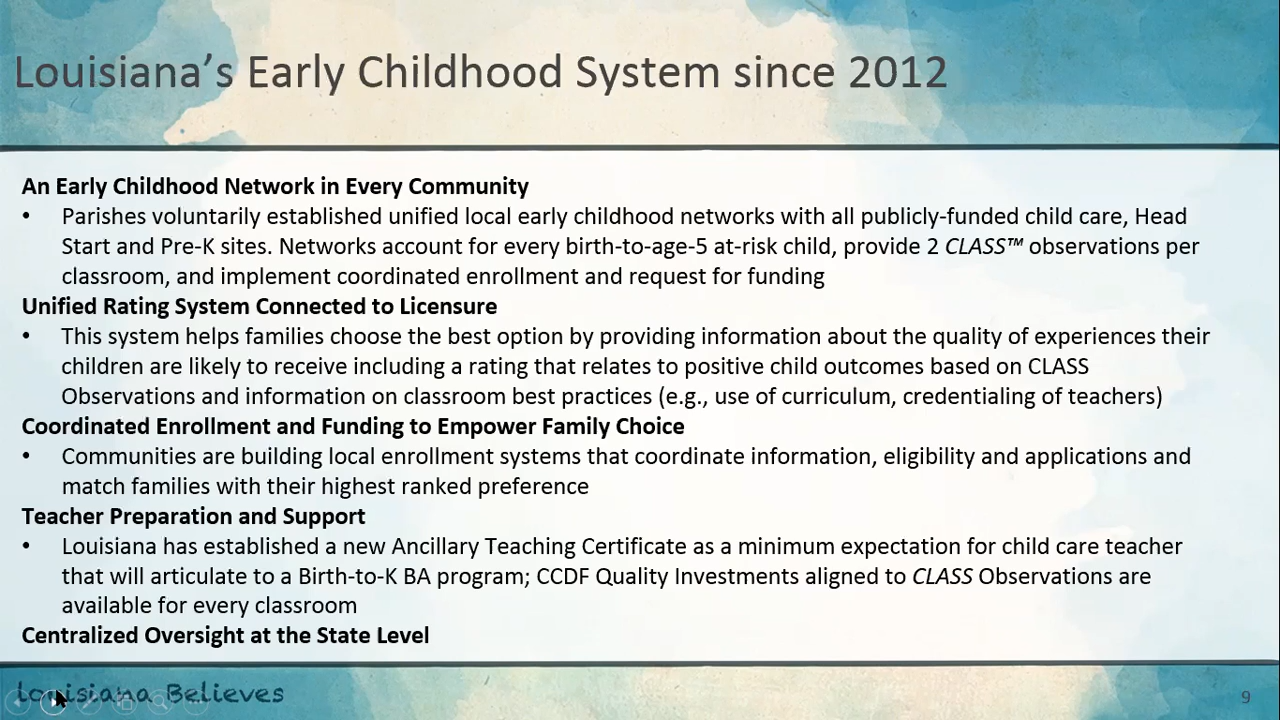 Louisiana’s Early Childhood System since 2012
An Early Childhood Network in Every Community
• Parishes voluntarily established unified local early childhood networks with all publicly-funded child care, Head
Start and Pre-K sites. Networks account for every birth-to-age-5 at-risk child, provide 2 CLASS™ observations per
classroom, and implement coordinated enrollment and request for funding
Unified Rating System Connected to Licensure
• This system helps families choose the best option by providing information about the quality of experiences their
children are likely to receive including a rating that relates to positive child outcomes based on CLASS
Observations and information on classroom best practices (e.g., use of curriculum, credentialing of teachers)
Coordinated Enrollment and Funding to Empower Family Choice
• Communities are building local enrollment systems that coordinate information, eligibility and applications and
match families with their highest ranked preference
Teacher Preparation and Support
• Louisiana has established a new Ancillary Teaching Certificate as a minimum expectation for child care teacher
that will articulate to a Birth-to-K BA program; CCDF Quality Investments aligned to CLASS Observations are
available for every classroom
Centralized Oversight at the State Level
Louisiana Believes
9